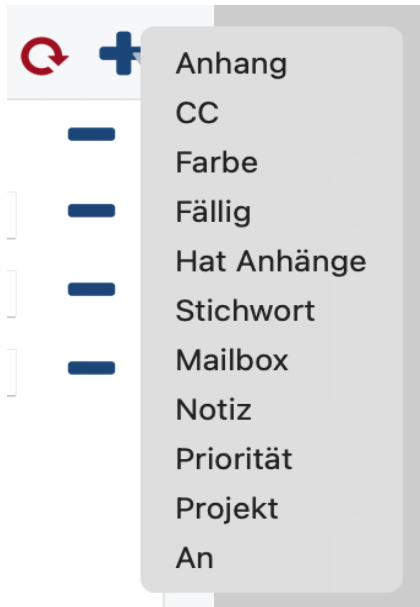 Anhang
CC
Farbe
Fällig
Hat Anhänge
Stichwort
Mailbox
Notiz
Priorität
Projekt
An